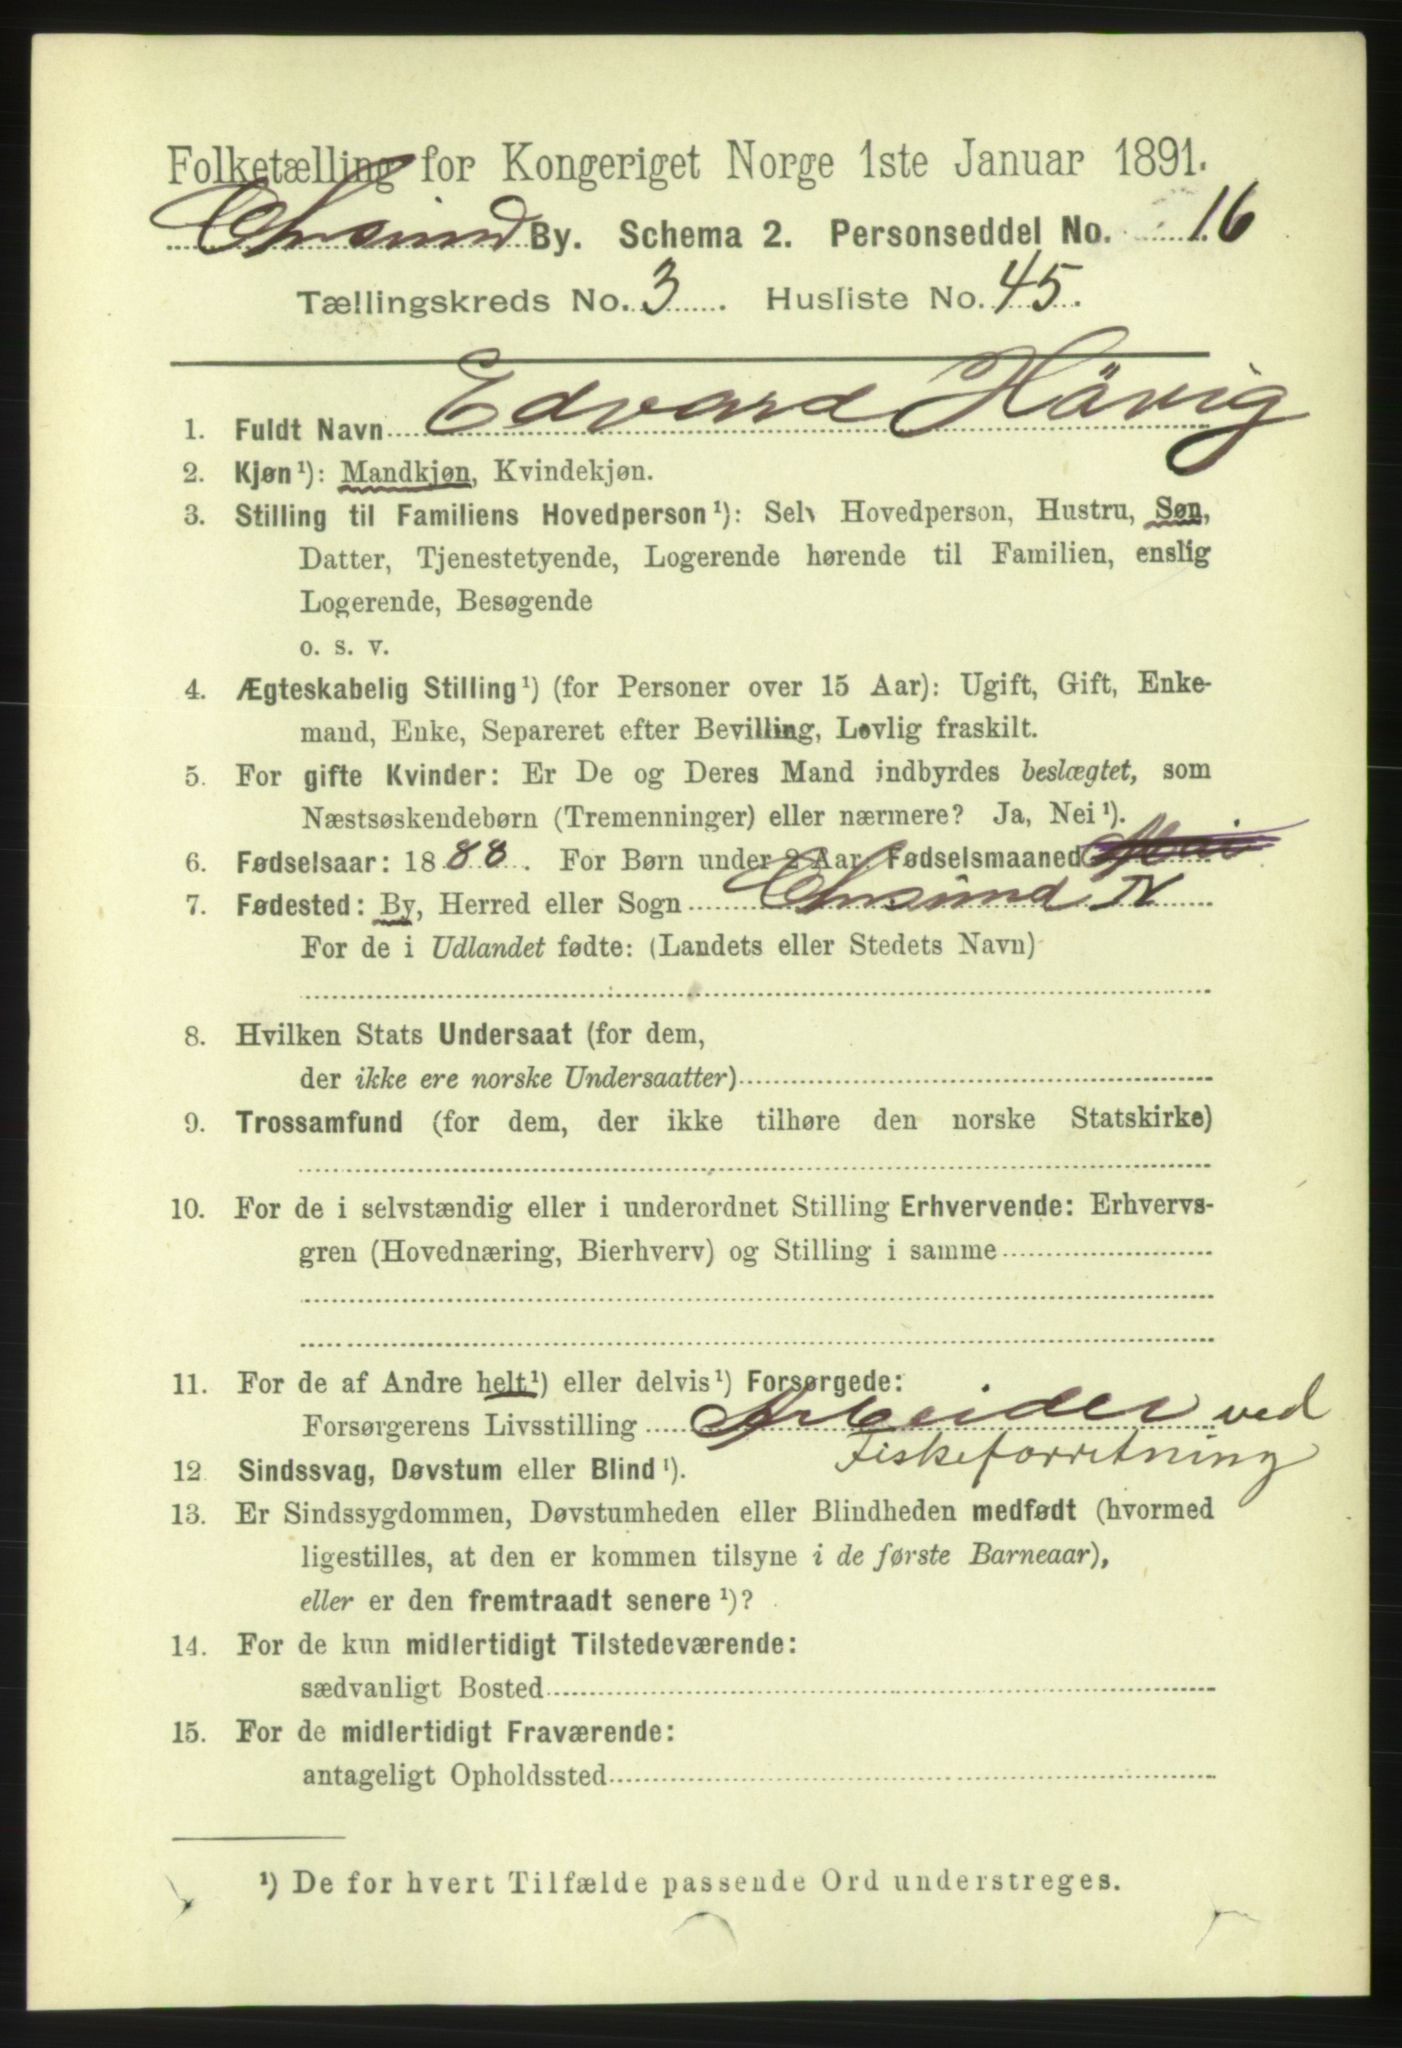 Folketælling for Kongeriget Norge 1ste Januar 1891.
Chrsund By. Schema 2. Personseddel No. 16
Tællingskreds No. 3. Husliste No. 45.
1. Fuldt Navn Edvard Hävig
2. Kjøn¹): Mandkjøn, Kvindekjøn.
3. Stilling til Familiens Hovedperson¹): Selv Hovedperson, Hustru, Søn,
Datter, Tjenestetyende, Logerende hørende til Familien, enslig
Logerende, Besøgende
o. s. v.
4. Ægteskabelig Stilling¹) (for Personer over 15 Aar): Ugift, Gift, Enke-
mand, Enke, Separeret efter Bevilling, Lovlig fraskilt.
5. For gifte Kvinder: Er De og Deres Mand indbyrdes beslægtet, som
Næstsøskendebørn (Tremenninger) eller nærmere? Ja, Nei¹).
6. Fødselsaar: 1888. For Børn under 2 Aar, Fødselsmaaned Mai
7. Fødested: By, Herred eller Sogn Chrsund N
For de i Udlandet fødte: (Landets eller Stedets Navn)
8. Hvilken Stats Undersaat (for dem,
der ikke ere norske Undersaatter)
9. Trossamfund (for dem, der ikke tilhøre den norske Statskirke)
10. For de i selvstændig eller i underordnet Stilling Erhvervende: Erhvervs-
gren (Hovednæring, Bierhverv) og Stilling i samme
11. For de af Andre helt¹) eller delvis¹) Forsørgede:
Forsørgerens Livsstilling Arbeider ved
Fiskeforretning
12. Sindssvag, Døvstum eller Blind¹).
13. Er Sindssygdommen, Døvstumheden eller Blindheden medfødt (hvormed
ligestilles, at den er kommen tilsyne i de første Barneaar),
eller er den fremtraadt senere¹)?
14. For de kun midlertidigt Tilstedeværende:
sædvanligt Bosted
15. For de midlertidigt Fraværende:
antageligt Opholdssted
¹) De for hvert Tilfælde passende Ord understreges.